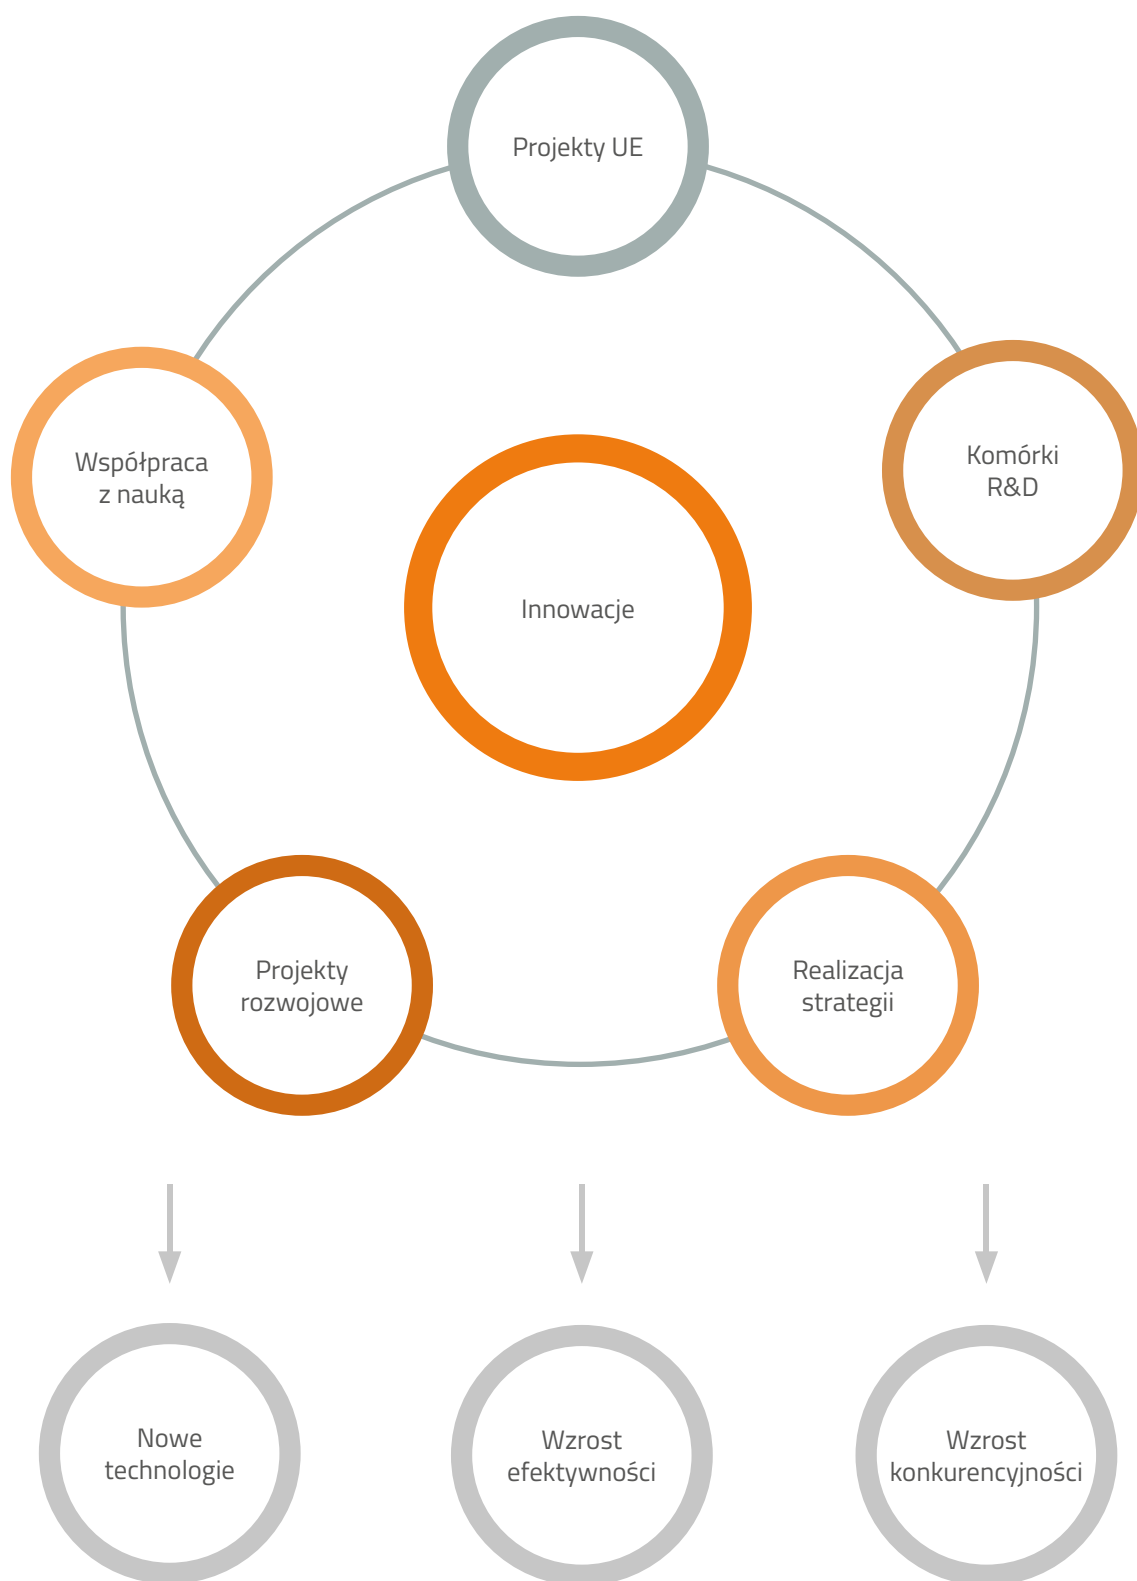 Projekty UE
Współpraca
z nauką
Komórki
R&D
Innowacje
Projekty
rozwojowe
Realizacja
strategii
Nowe
technologie
Wzrost
efektywności
Wzrost
konkurencyjności